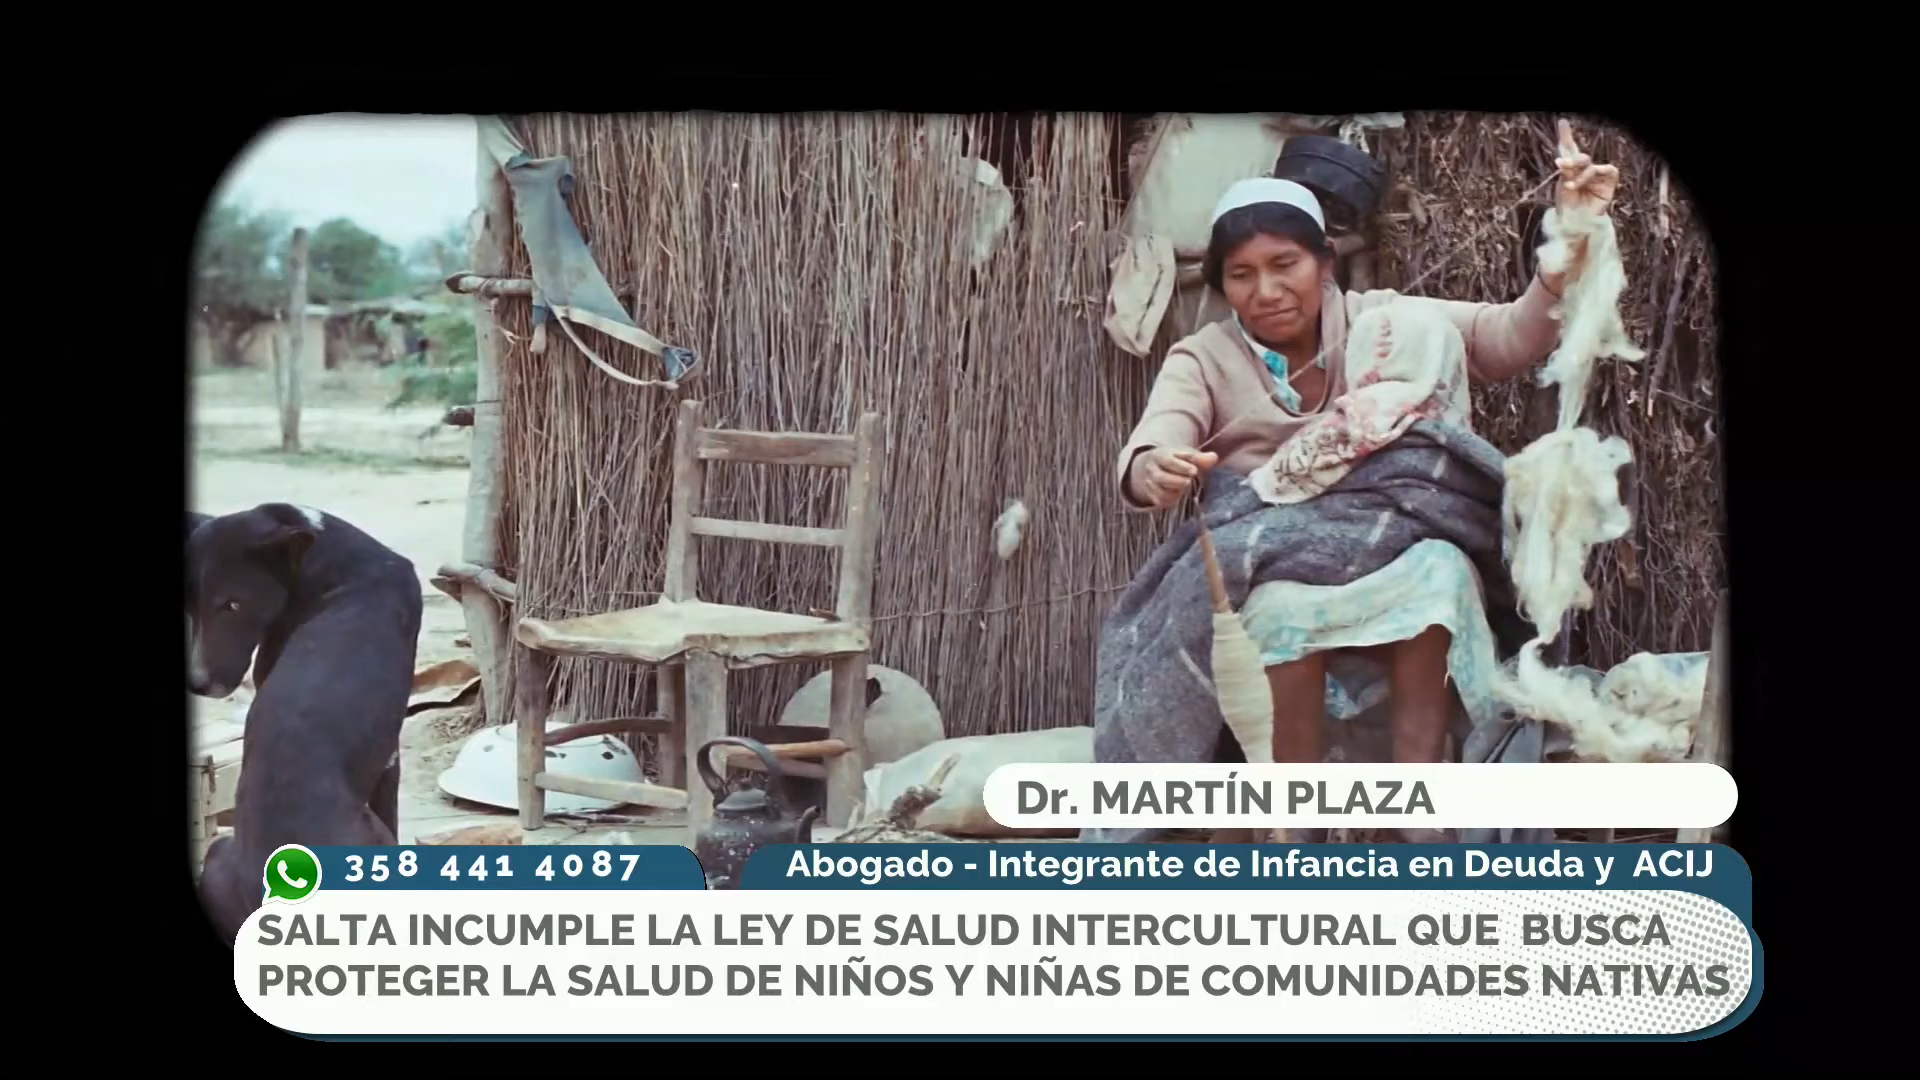 Dr. MARTÍN PLAZA
358 441 4087
Abogado - Integrante de Infancia en Deuda y ACIJ
SALTA INCUMPLE LA LEY DE SALUD INTERCULTURAL QUE BUSCA
PROTEGER LA SALUD DE NIÑOS Y NIÑAS DE COMUNIDADES NATIVAS